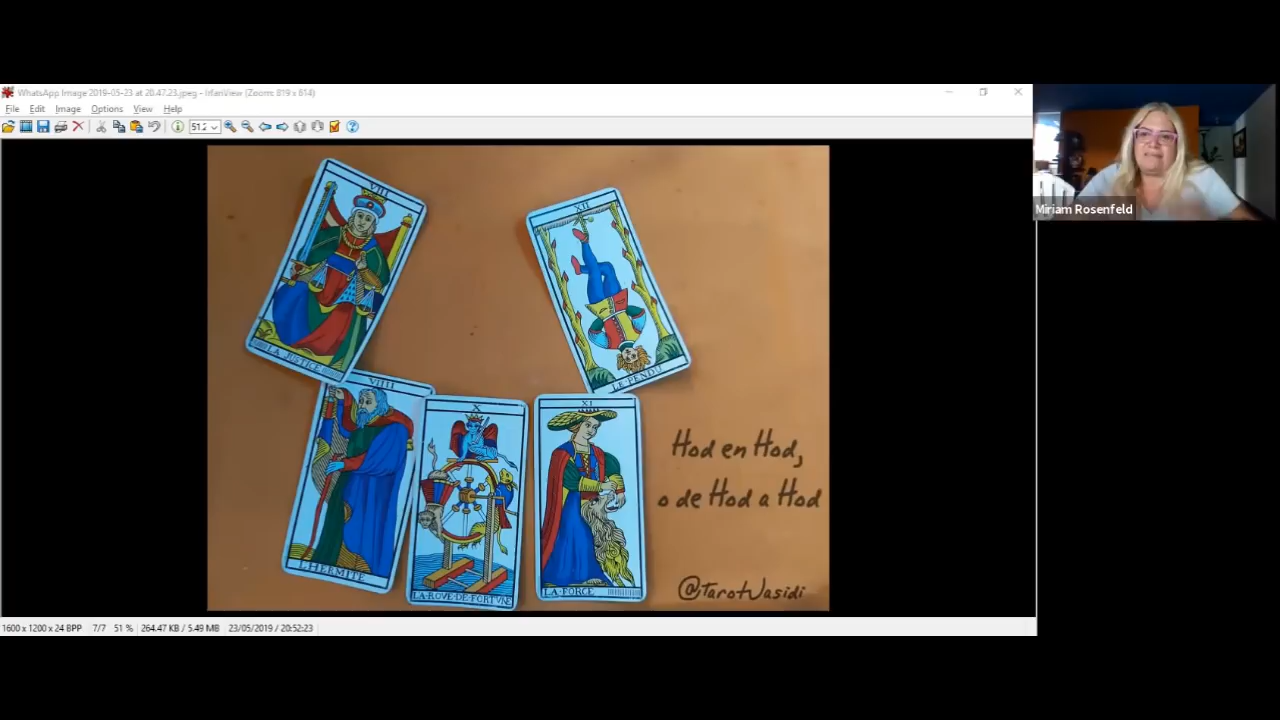 WhatsApp Image 2019-05-23 at 20.47.23.jpeg - IrfanView (Zoom: 819 x 614)
File Edit Image Options View Help
51.2
Miriam Rosenfeld
VIII
LA JUSTICE
XII
LE PENDU
VIIII
L'HERMITE
X
LA ROVE DE FORTVNE
XI
LA FORCE
Hod en Hod,
o de Hod a Hod
@TarotJasidi
1600 x 1200 x 24 BPP 7/7 51 % 264.47 KB / 5.49 MB 23/05/2019 / 20:52:23